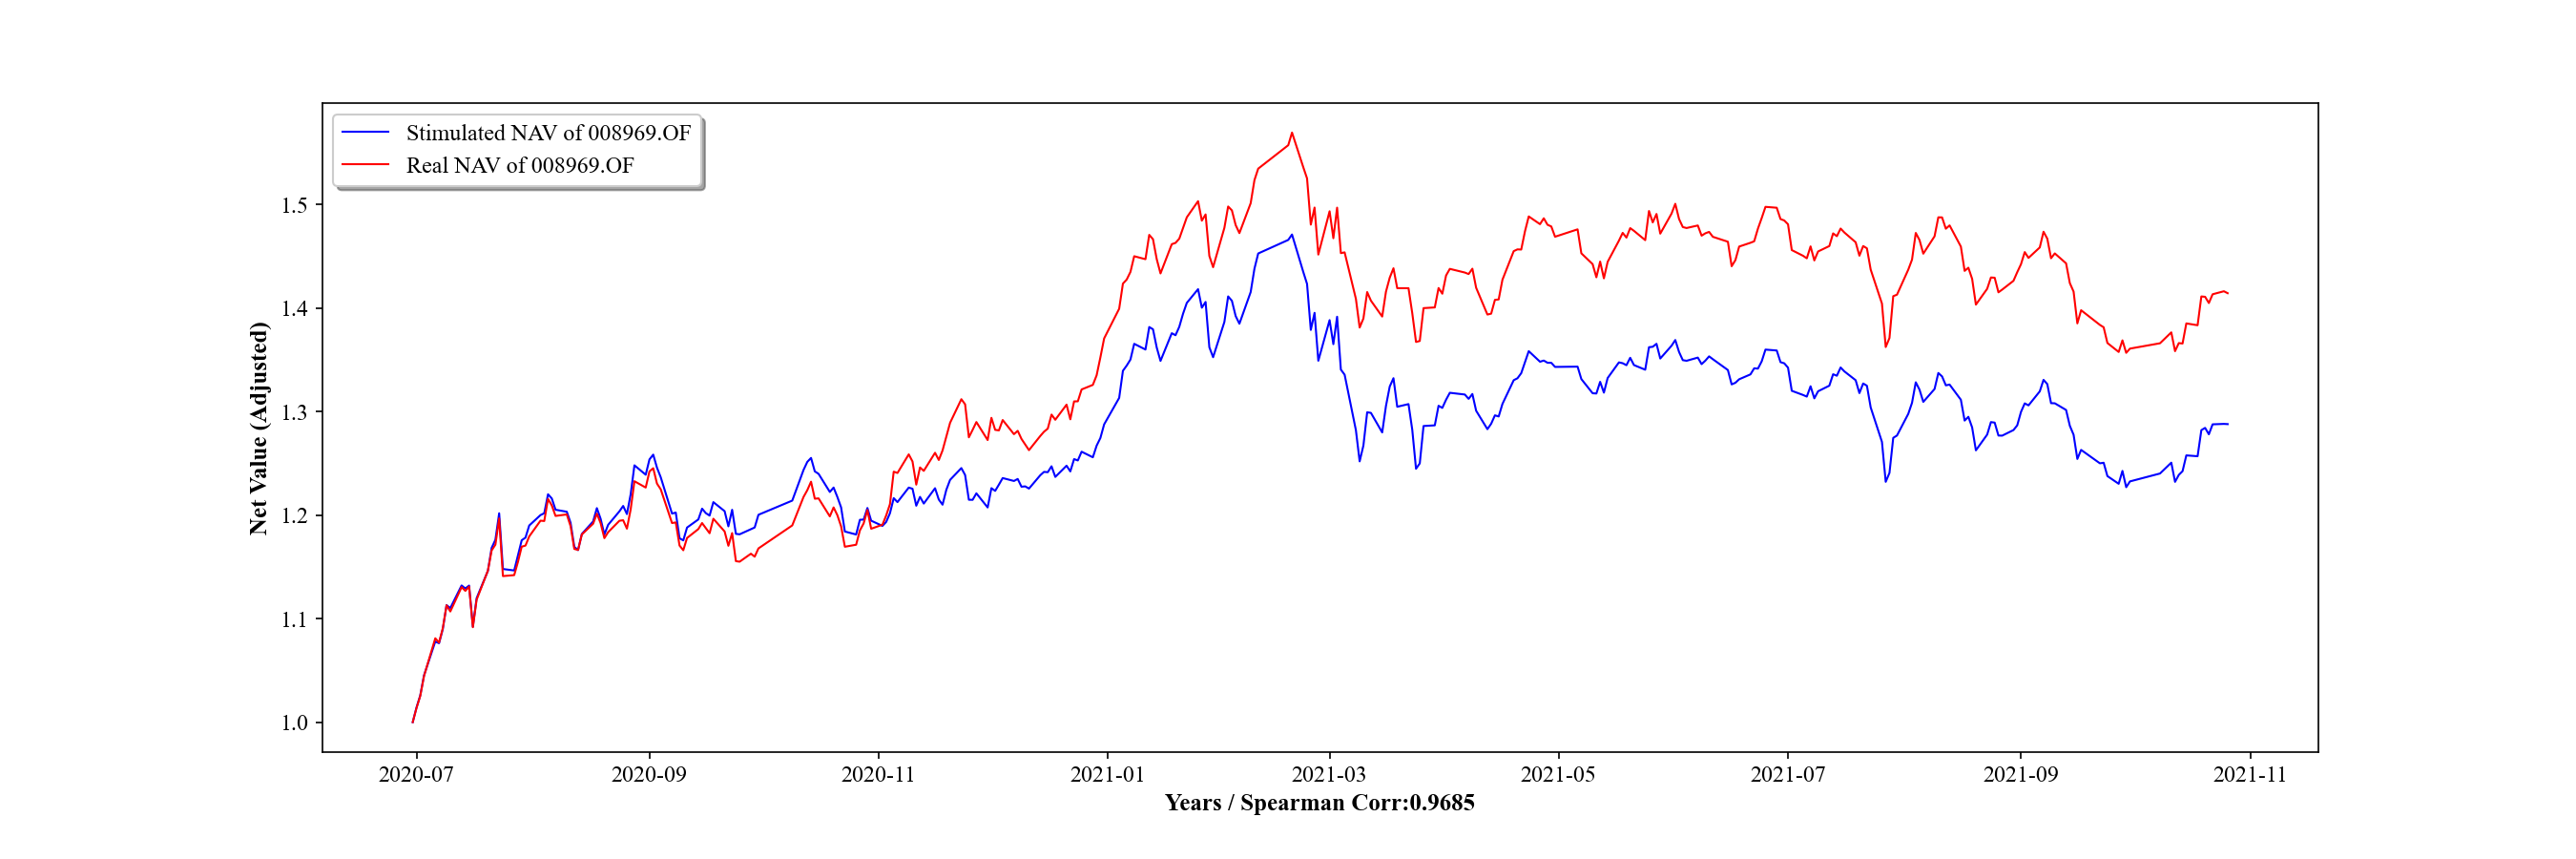 Stimulated NAV of 008969.OF
Real NAV of 008969.OF
Net Value (Adjusted)
1.5
1.4
1.3
1.2
1.1
1.0
2020-07 2020-09 2020-11 2021-01 2021-03 2021-05 2021-07 2021-09 2021-11
Years / Spearman Corr:0.9685